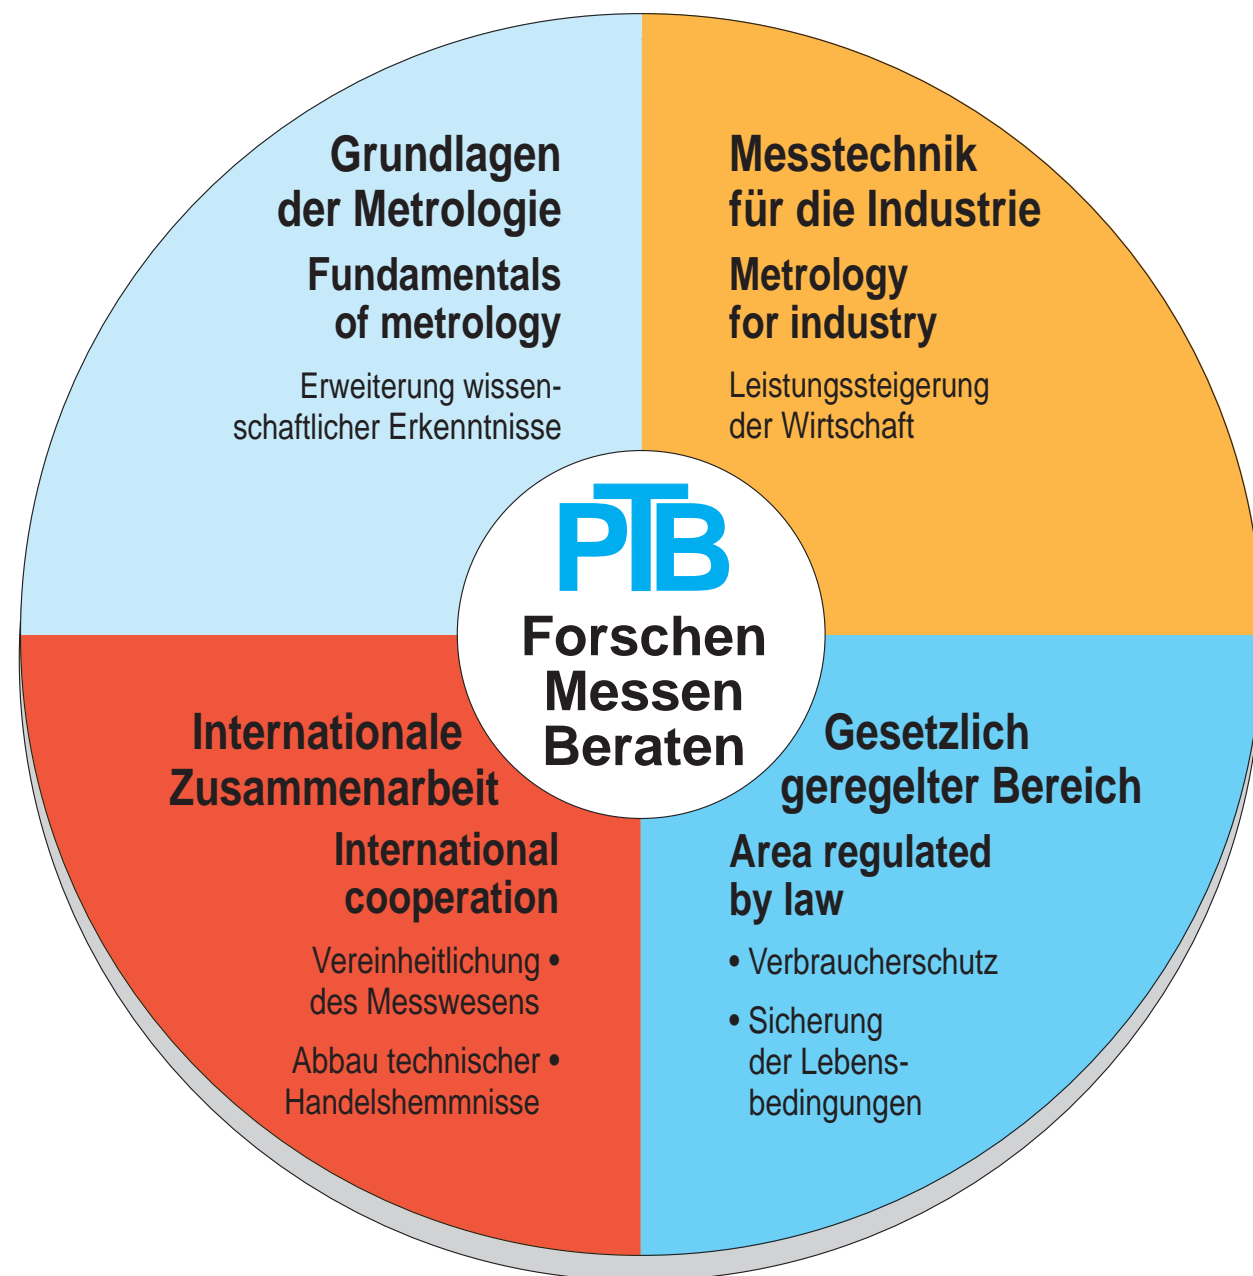 Grundlagen
der Metrologie
Fundamentals
of metrology
Erweiterung wissen-
schaftlicher Erkenntnisse
Messtechnik
für die Industrie
Metrology
for industry
Leistungssteigerung
der Wirtschaft
PTB
Forschen
Messen
Beraten
Internationale
Zusammenarbeit
International
cooperation
Vereinheitlichung •
des Messwesens
Abbau technischer •
Handelshemmnisse
Gesetzlich
geregelter Bereich
Area regulated
by law
• Verbraucherschutz
• Sicherung
der Lebens-
bedingungen